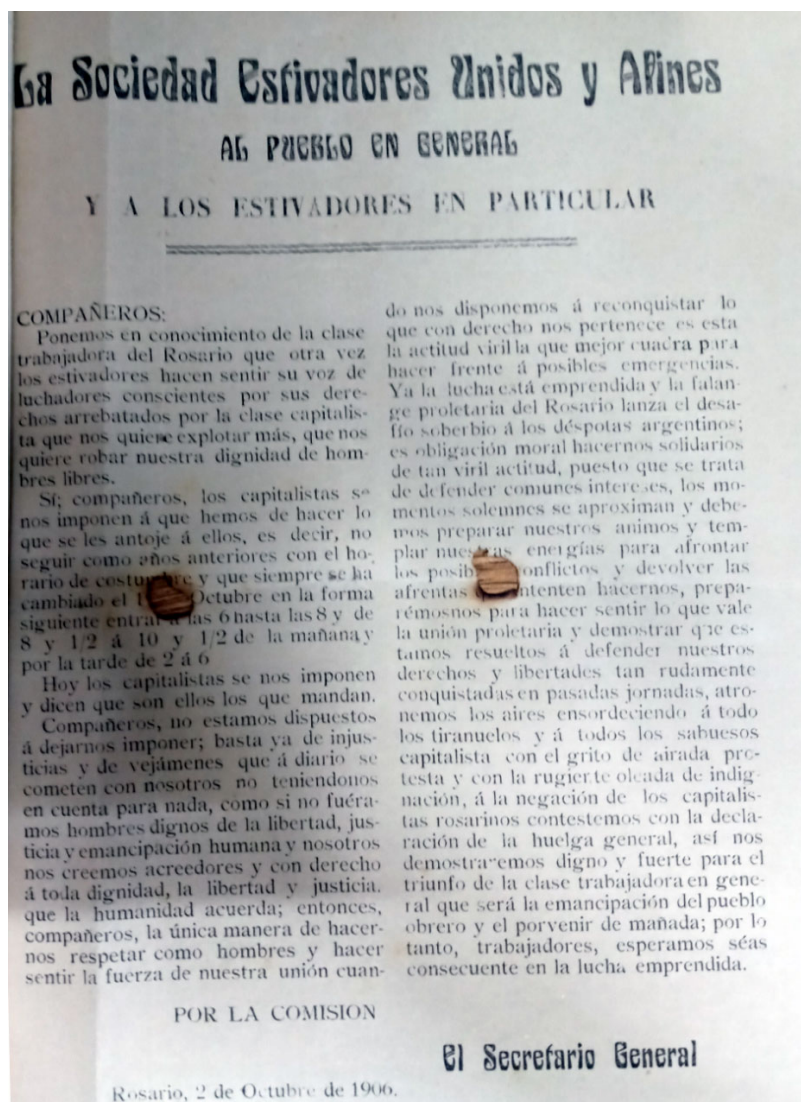 La Sociedad Estivadores Unidos y Afines
AL PUEBLO EN GENERAL
Y A LOS ESTIVADORES EN PARTICULAR
COMPAÑEROS:
Ponemos en conocimiento de la clase
trabajadora del Rosario que otra vez
los estivadores hacen sentir su voz de
luchadores conscientes por sus dere-
chos arrebatados por la clase capitalis-
ta que nos quiere explotar más, que nos
quiere robar nuestra dignidad de hom-
bres libres.
Sí; compañeros, los capitalistas se
nos imponen á que hemos de hacer lo
que se les antoje á ellos, es decir, no
seguir como años anteriores con el ho-
rario de costumbre y que siempre se ha
cambiado el Octubre en la forma
siguiente entrar á las 6 hasta las 8 y de
8 y 1/2 á 10 y 1/2 de la mañana y
por la tarde de 2 á 6
Hoy los capitalistas se nos imponen
y dicen que son ellos los que mandan.
Compañeros, no estamos dispuestos
á dejarnos imponer; basta ya de injus-
ticias y de vejámenes que á diario se
cometen con nosotros no teniendonos
en cuenta para nada, como si no fuéra-
mos hombres dignos de la libertad, jus-
ticia y emancipación humana y nosotros
nos creemos acreedores y con derecho
á toda dignidad, la libertad y justicia.
que la humanidad acuerda; entonces,
compañeros, la única manera de hacer-
nos respetar como hombres y hacer
sentir la fuerza de nuestra unión cuan-
do nos disponemos á reconquistar lo
que con derecho nos pertenece es esta
la actitud viril la que mejor cuadra para
hacer frente á posibles emergencias.
Ya la lucha está emprendida y la falan-
ge proletaria del Rosario lanza el desa-
fío soberbio á los déspotas argentinos;
es obligación moral hacernos solidarios
de tan viril actitud, puesto que se trata
de defender comunes intereses, los mo-
mentos solemnes se aproximan y debe-
mos preparar nuestros animos y tem-
plar nuestras energías para afrontar
los conflictos y devolver las
afrentas hacernos, prepa-
rémosnos para hacer sentir lo que vale
la unión proletaria y demostrar que es-
tamos resueltos á defender nuestros
derechos y libertades tan rudamente
conquistadas en pasadas jornadas, atro-
nemos los aires ensordeciendo á todo
los tiranuelos y á todos los sabuesos
capitalista con el grito de airada pro-
testa y con la rugiente oleada de indig-
nación, á la negación de los capitalis-
tas rosarinos contestemos con la decla-
ración de la huelga general, así nos
demostraremos digno y fuerte para el
triunfo de la clase trabajadora en gene-
ral que será la emancipación del pueblo
obrero y el porvenir de mañada; por lo
tanto, trabajadores, esperamos séas
consecuente en la lucha emprendida.
POR LA COMISION
El Secretario General
Rosario, 2 de Octubre de 1906.